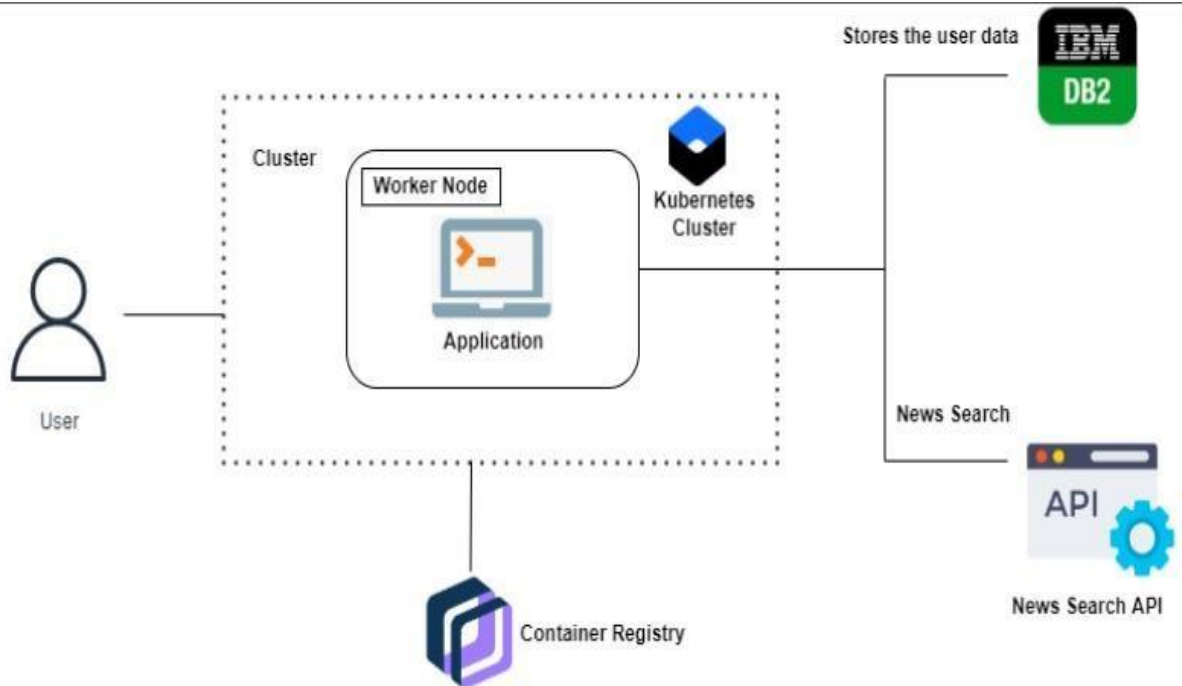 Stores the user data
IBM
DB2
Cluster
Worker Node
Kubernetes
Cluster
Application
User
News Search
API
News Search API
Container Registry